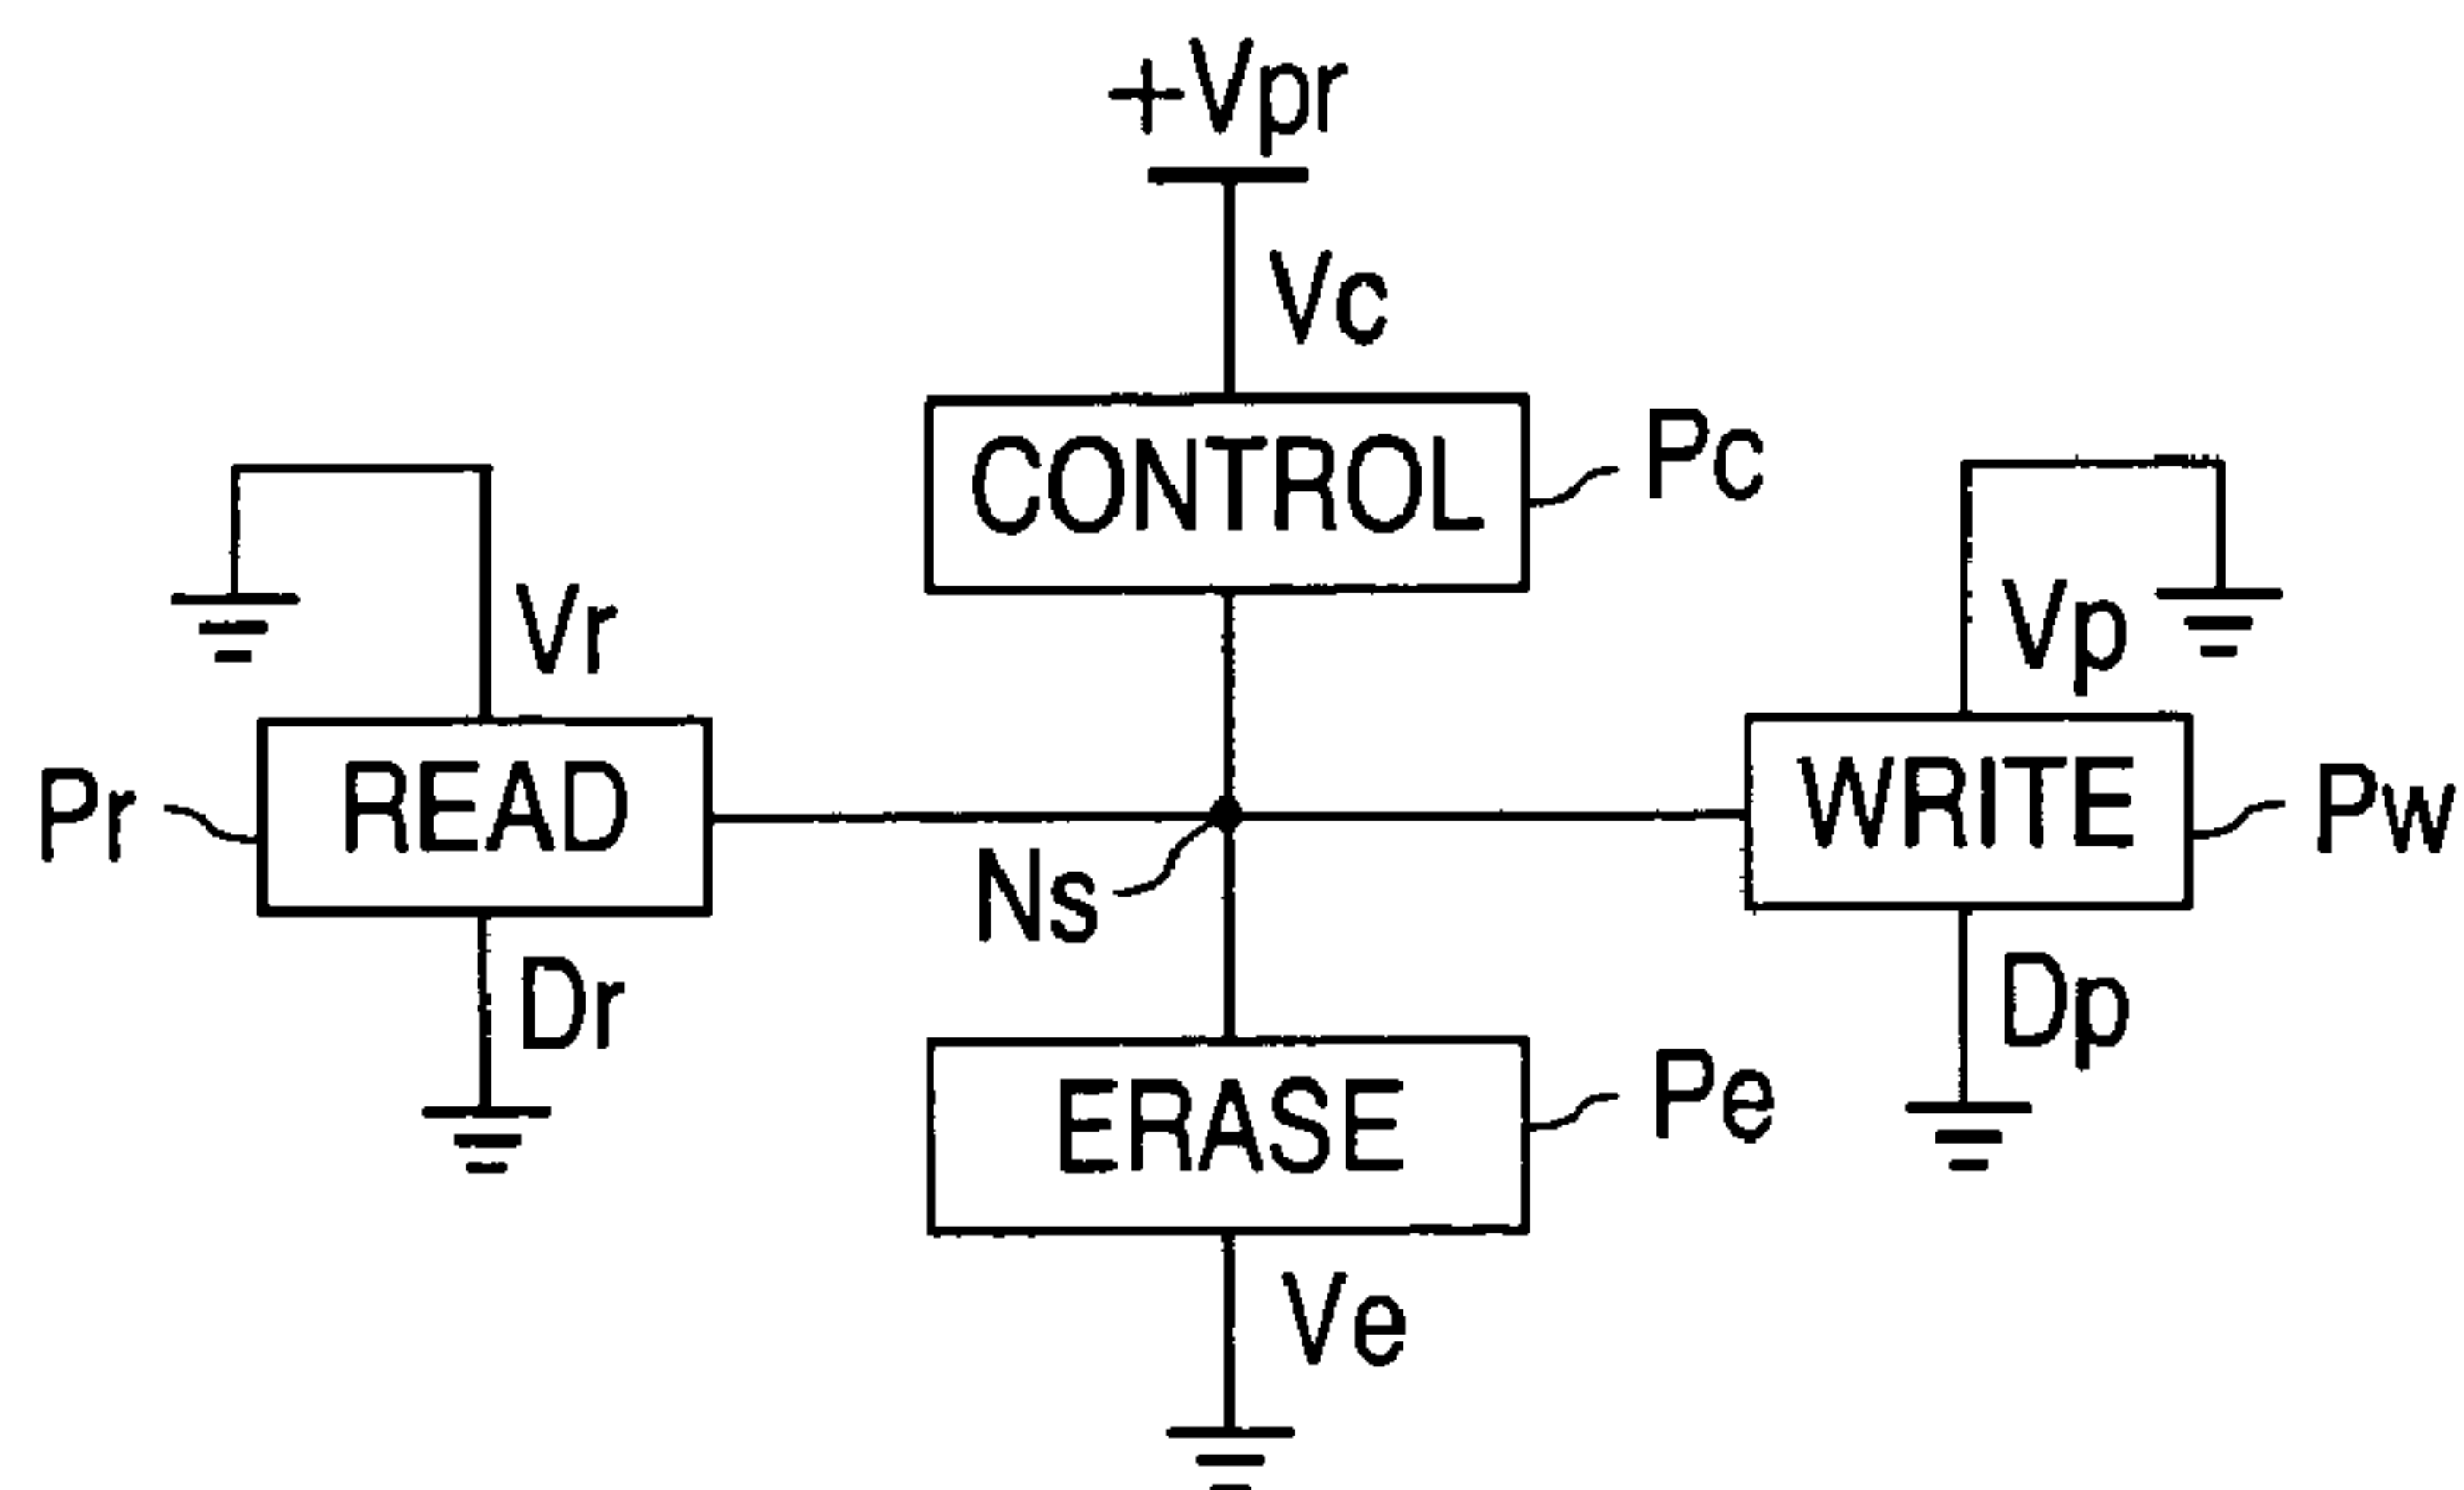 +Vpr
Vc
CONTROL
Pc
Vr
Vp
Pr
READ
WRITE
Pw
Ns
Dr
Dp
ERASE
Pe
Ve